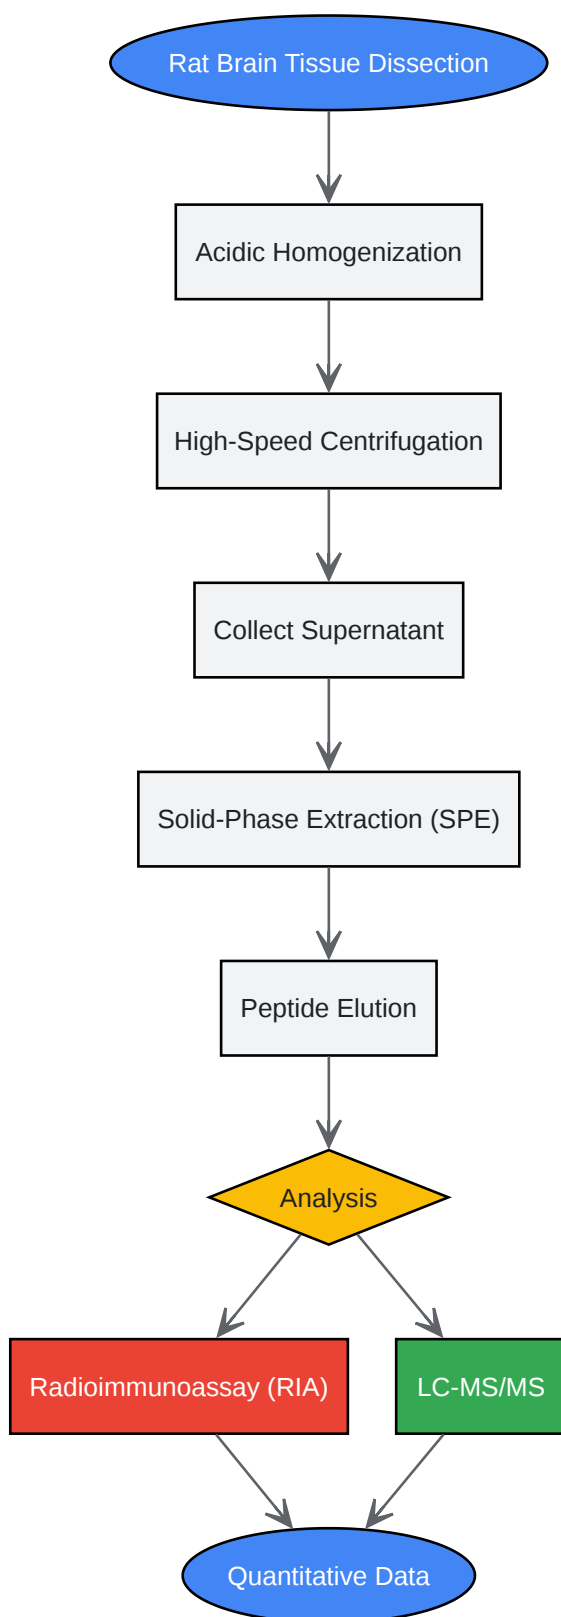 Rat Brain Tissue Dissection
Acidic Homogenization
High-Speed Centrifugation
Collect Supernatant
Solid-Phase Extraction (SPE)
Peptide Elution
Analysis
Radioimmunoassay (RIA)
LC-MS/MS
Quantitative Data